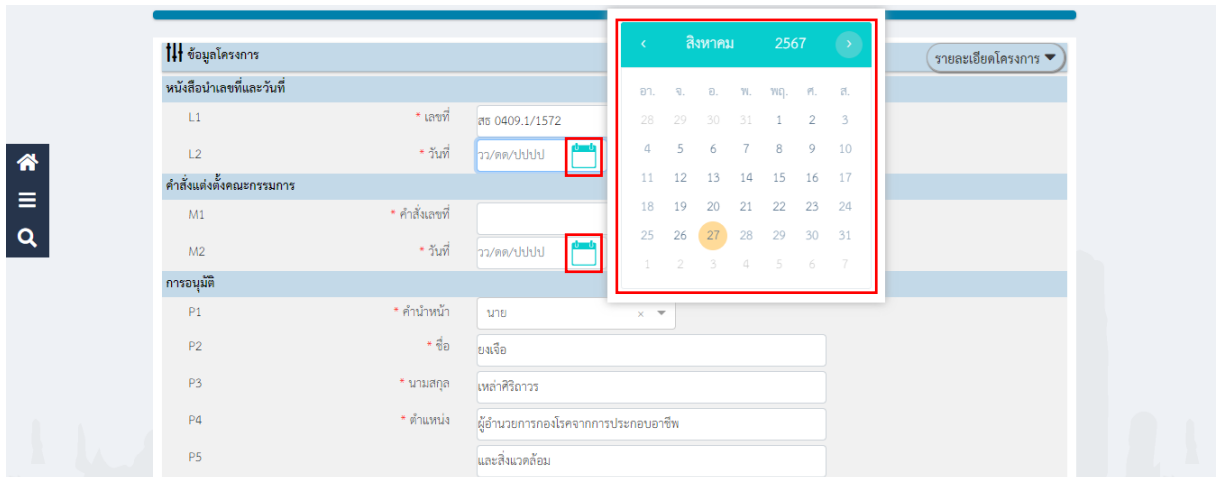 สิงหาคม 2567
ข้อมูลโครงการ
รายละเอียดโครงการ
อา. จ. อ. พ. พฤ. ศ. ส.
28 29 30 31 1 2 3
4 5 6 7 8 9 10
11 12 13 14 15 16 17
18 19 20 21 22 23 24
25 26 27 28 29 30 31
1 2 3 4 5 6 7
หนังสือนำเลขที่และวันที่
L1 * เลขที่ สธ 0409.1/1572
L2 * วันที่ วว/ดด/ปปปป
คำสั่งแต่งตั้งคณะกรรมการ
M1 * คำสั่งเลขที่
M2 * วันที่ วว/ดด/ปปปป
การอนุมัติ
P1 * คำนำหน้า นาย ×
P2 * ชื่อ ยงเจือ
P3 * นามสกุล เหล่าศิริถาวร
P4 * ตำแหน่ง ผู้อำนวยการกองโรคจากการประกอบอาชีพ
P5 และสิ่งแวดล้อม